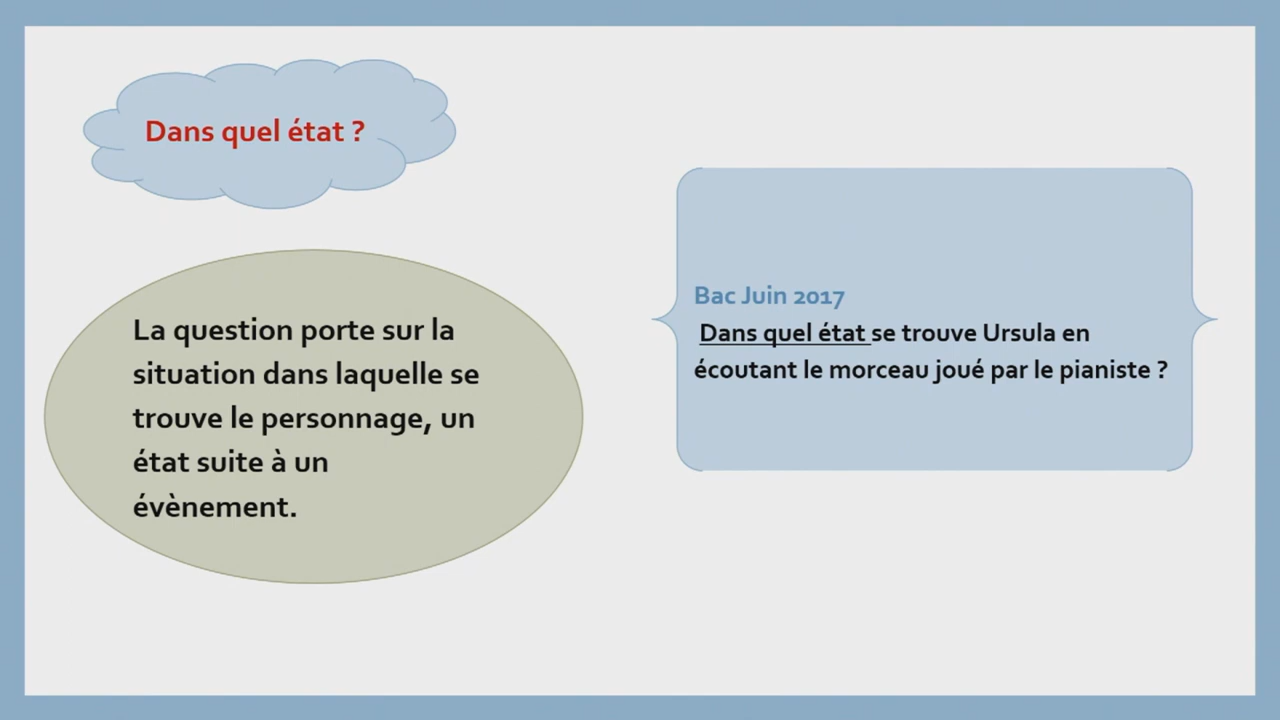 Dans quel état ?
La question porte sur la
situation dans laquelle se
trouve le personnage, un
état suite à un
évènement.
Bac Juin 2017
Dans quel état se trouve Ursula en
écoutant le morceau joué par le pianiste ?